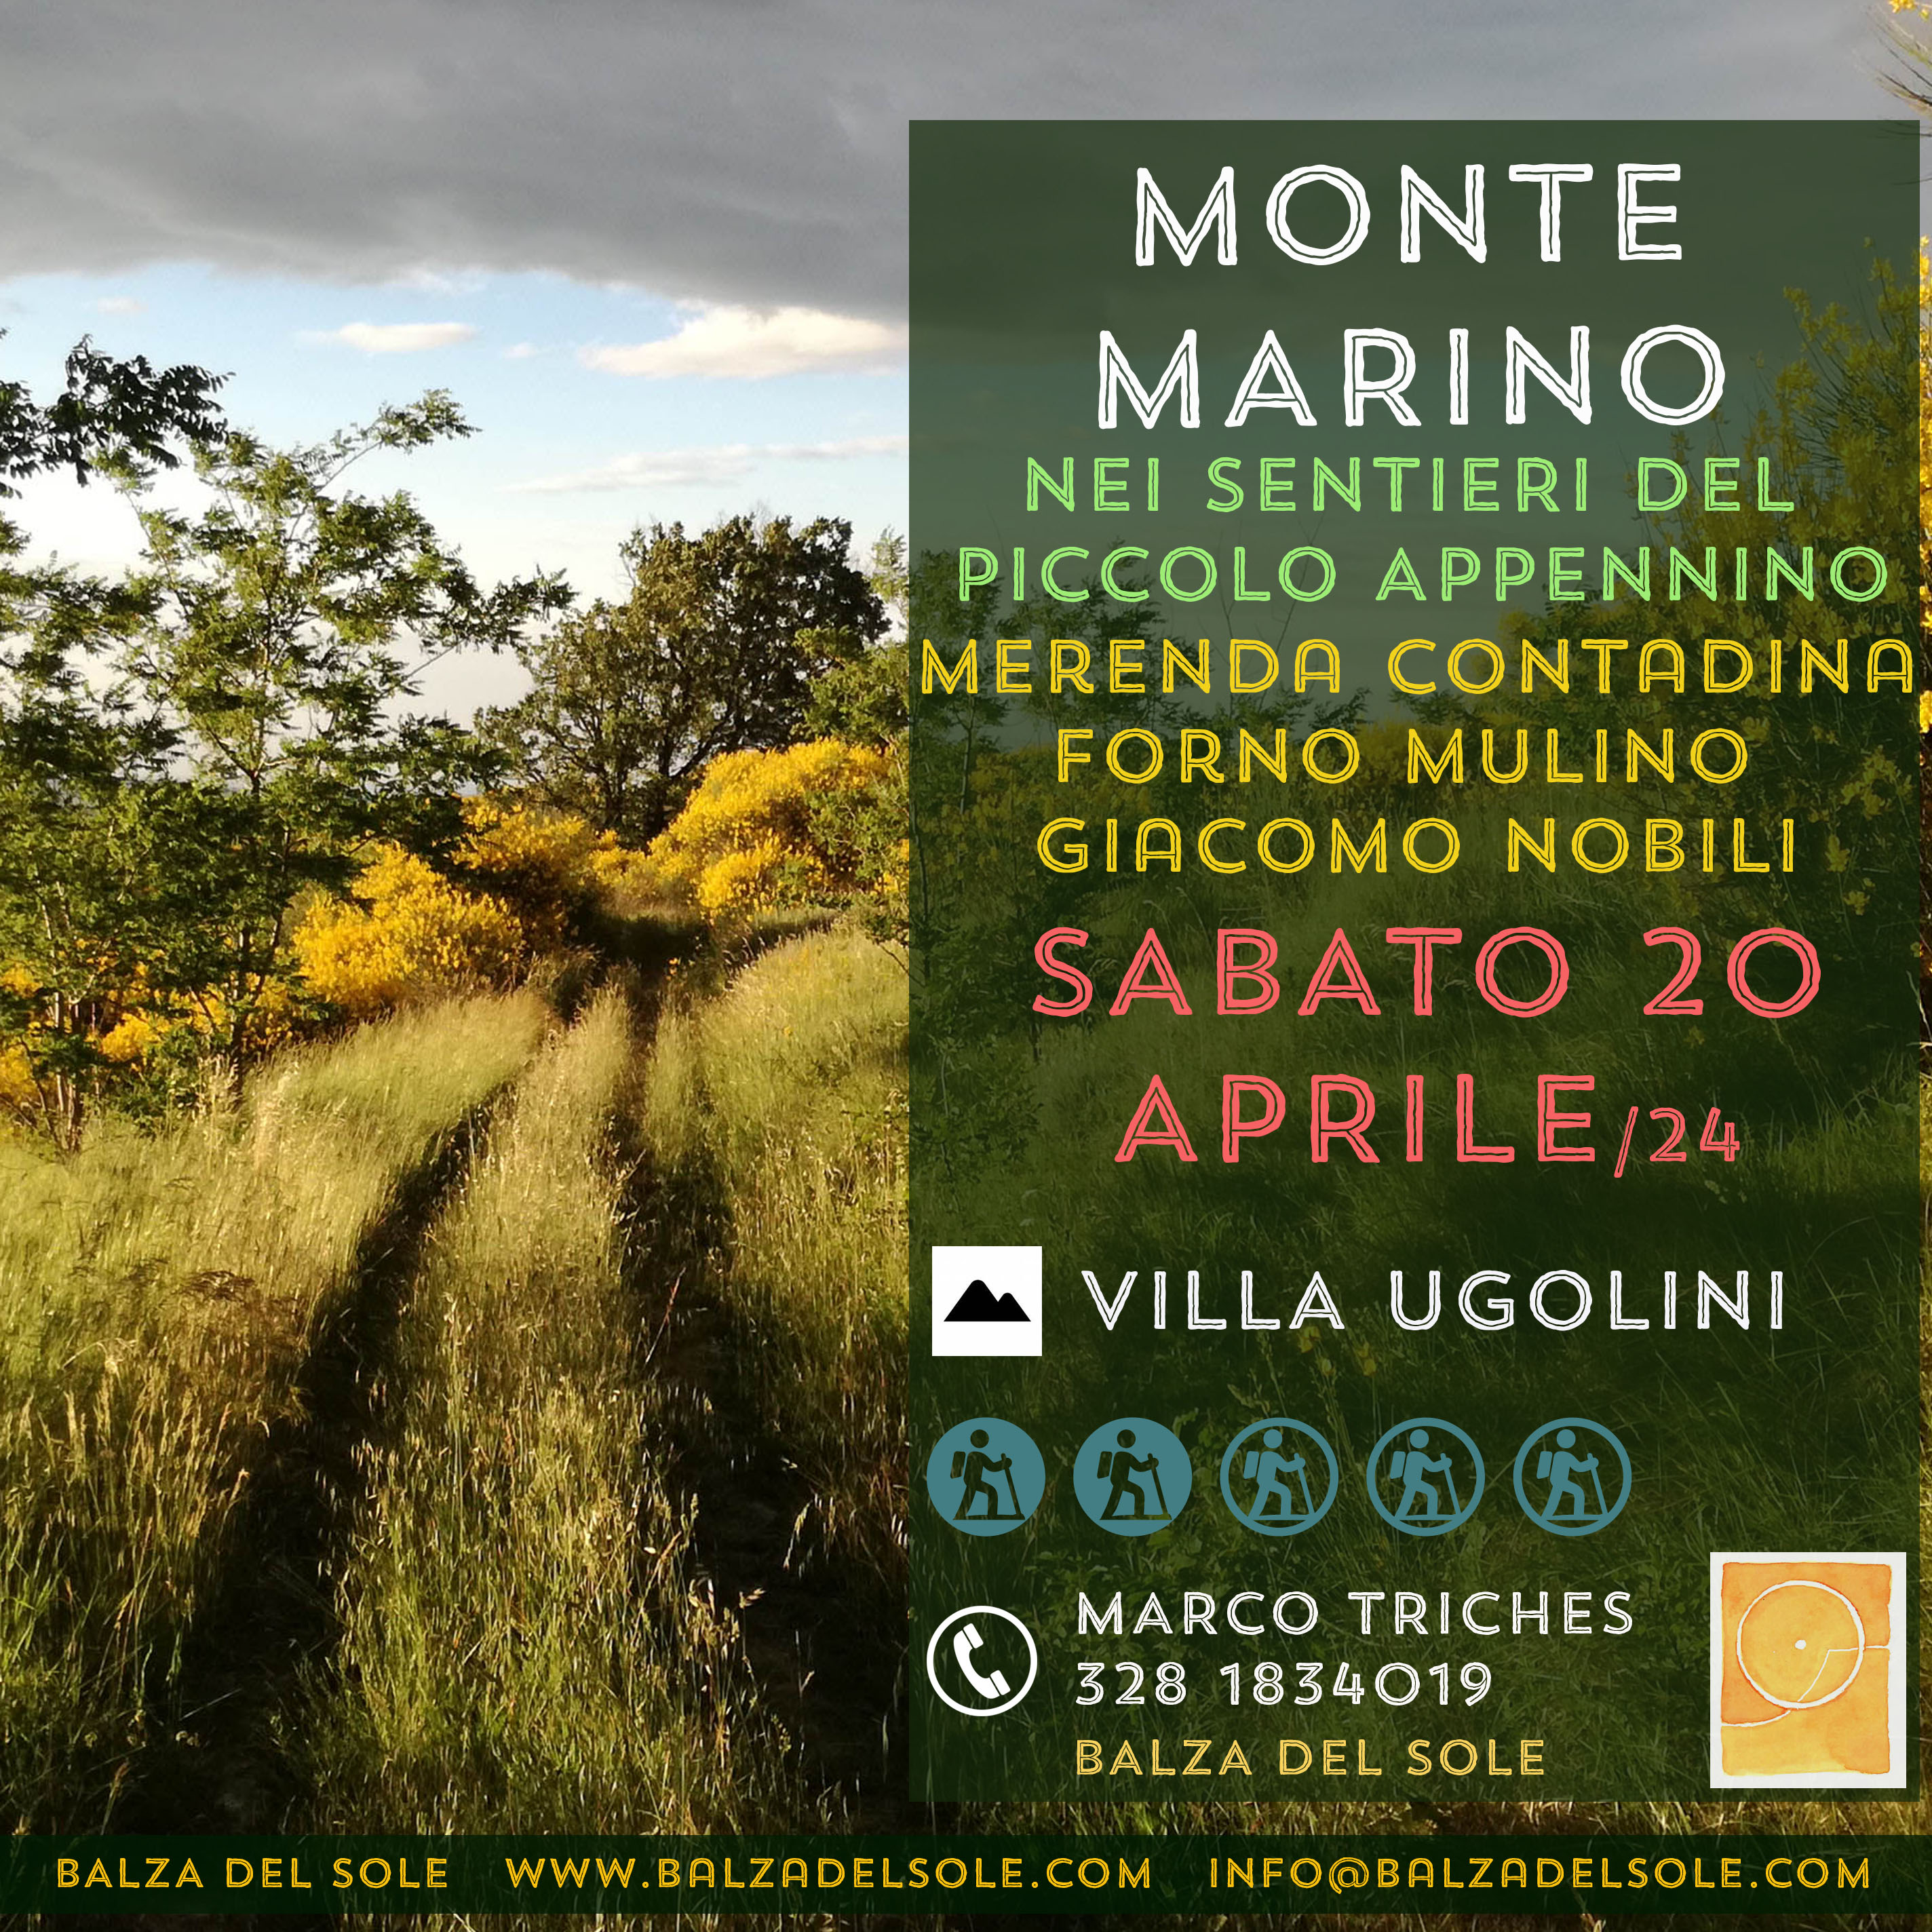 MONTE
MARINO
NEI SENTIERI DEL
PICCOLO APPENNINO
MERENDA CONTADINA
FORNO MULINO
GIACOMO NOBILI
SABATO 20
APRILE/24
VILLA UGOLINI
MARCO TRICHES
328 1834019
BALZA DEL SOLE
BALZA DEL SOLE WWW.BALZADELSOLE.COM INFO@BALZADELSOLE.COM